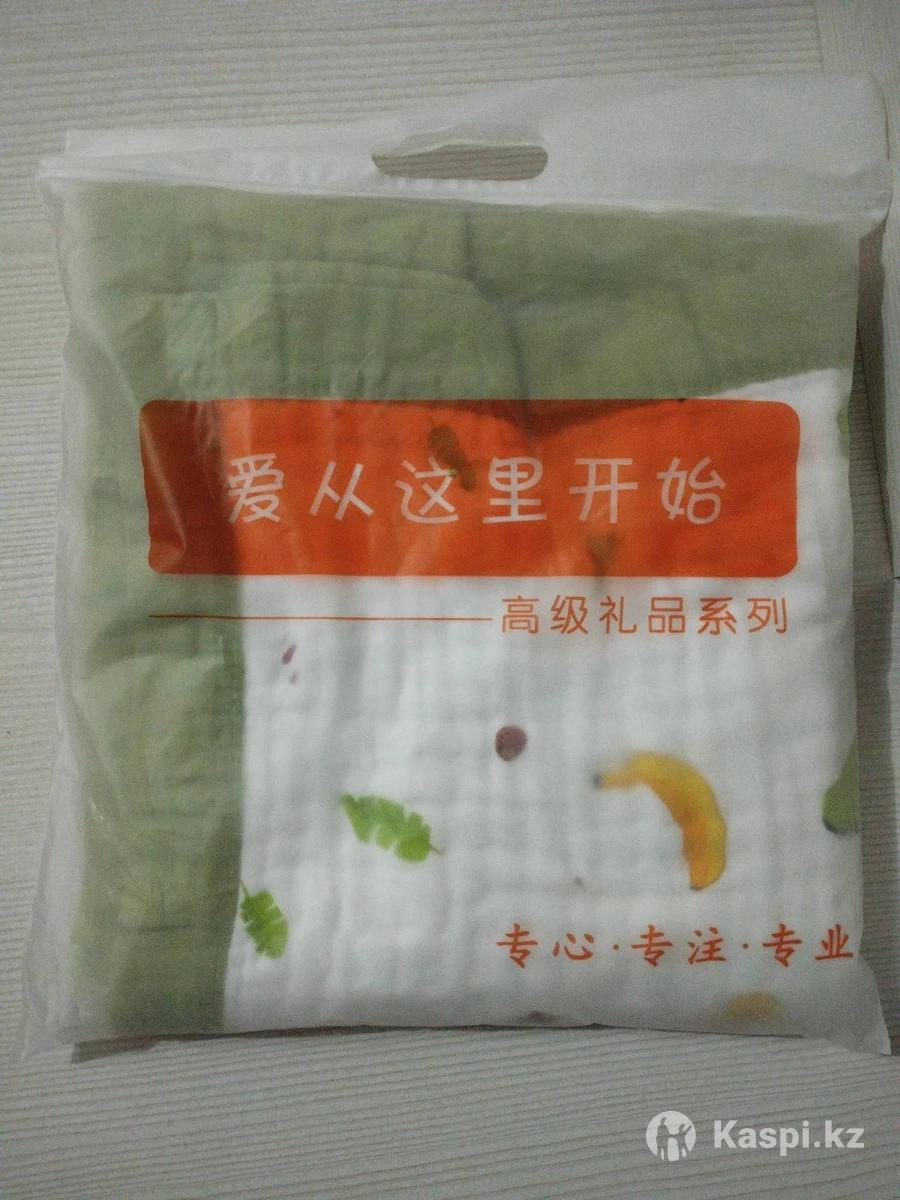 爱从这里开始
高级礼品系列
专心·专注·专业
Kaspi.kz